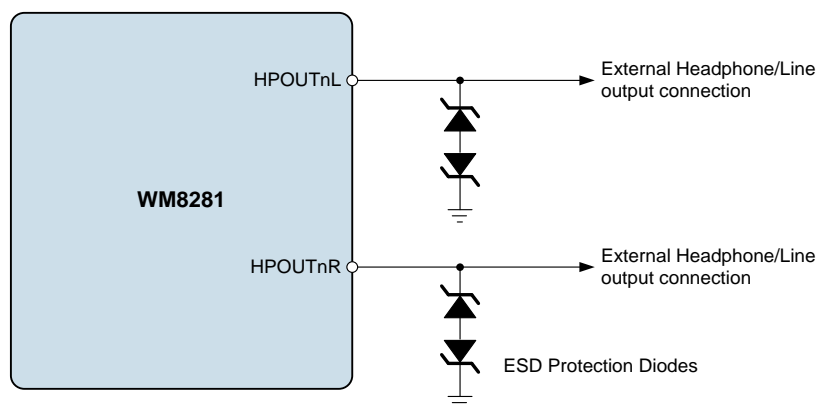 HPOUTnL
External Headphone/Line
output connection
WM8281
HPOUTnR
External Headphone/Line
output connection
ESD Protection Diodes